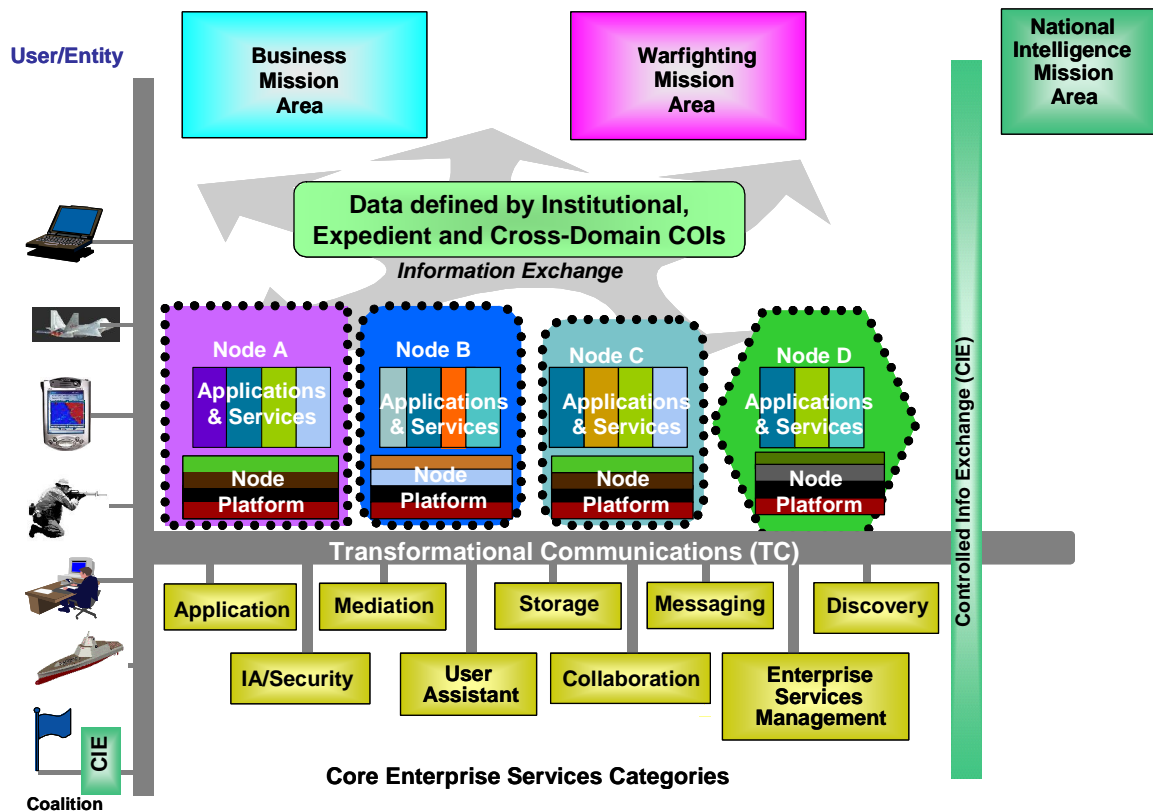 User/Entity
Business
Mission
Area
Warfighting
Mission
Area
National
Intelligence
Mission
Area
Data defined by Institutional,
Expedient and Cross-Domain COIs
Information Exchange
Node A
Applications
& Services
Node
Platform
Node B
Applications
& Services
Node
Platform
Node C
Applications
& Services
Node
Platform
Node D
Applications
& Services
Node
Platform
Controlled Info Exchange (CIE)
Transformational Communications (TC)
Application
Mediation
Storage
Messaging
Discovery
IA/Security
User
Assistant
Collaboration
Enterprise
Services
Management
CIE
Coalition
Core Enterprise Services Categories